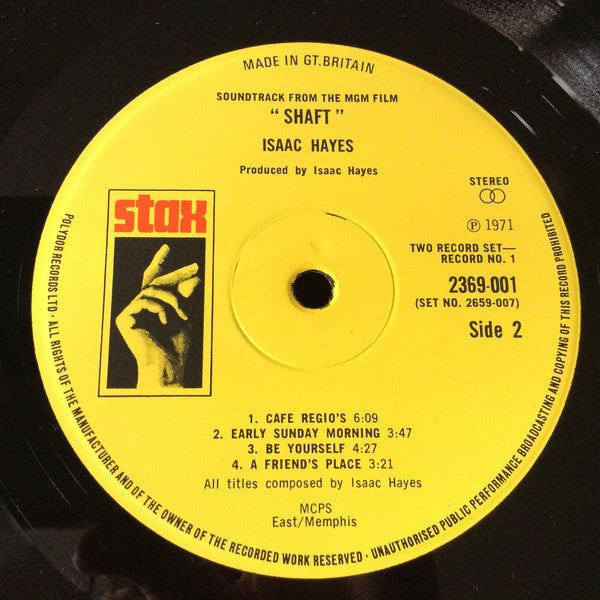 MADE IN GT. BRITAIN
SOUNDTRACK FROM THE MGM FILM
“SHAFT”
ISAAC HAYES
Produced by Isaac Hayes
stax
STEREO
℗ 1971
TWO RECORD SET—
RECORD NO. 1
2369-001
(SET NO. 2659-007)
Side 2
1. CAFE REGIO'S 6:09
2. EARLY SUNDAY MORNING 3:47
3. BE YOURSELF 4:27
4. A FRIEND'S PLACE 3:21
All titles composed by Isaac Hayes
MCPS
East/Memphis
POLYDOR RECORDS LTD · ALL RIGHTS OF THE MANUFACTURER AND OF THE OWNER OF THE RECORDED WORK RESERVED · UNAUTHORISED PUBLIC PERFORMANCE BROADCASTING AND COPYING OF THIS RECORD PROHIBITED